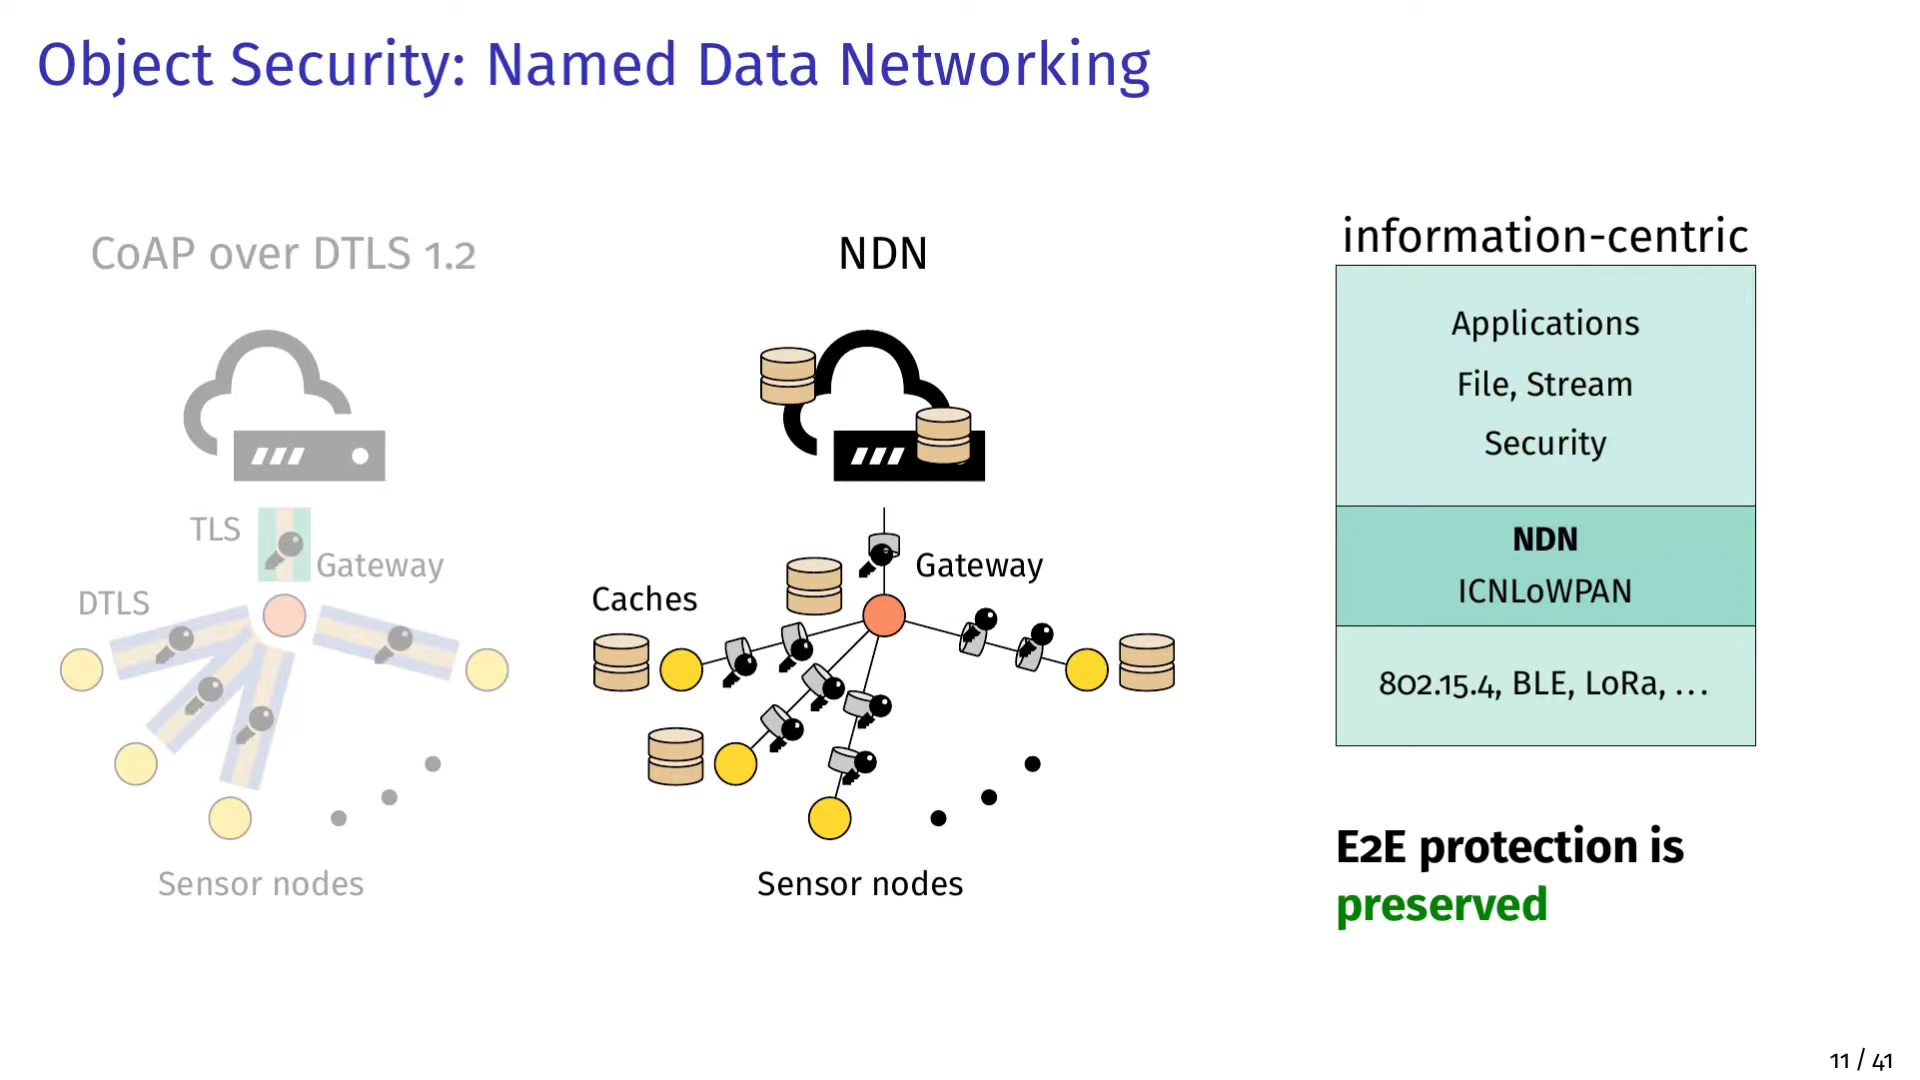 Object Security: Named Data Networking
CoAP over DTLS 1.2
TLS
Gateway
DTLS
Sensor nodes
NDN
Gateway
Caches
Sensor nodes
information-centric
Applications
File, Stream
Security
NDN
ICNLoWPAN
802.15.4, BLE, LoRa, …
E2E protection is
preserved
11 / 41